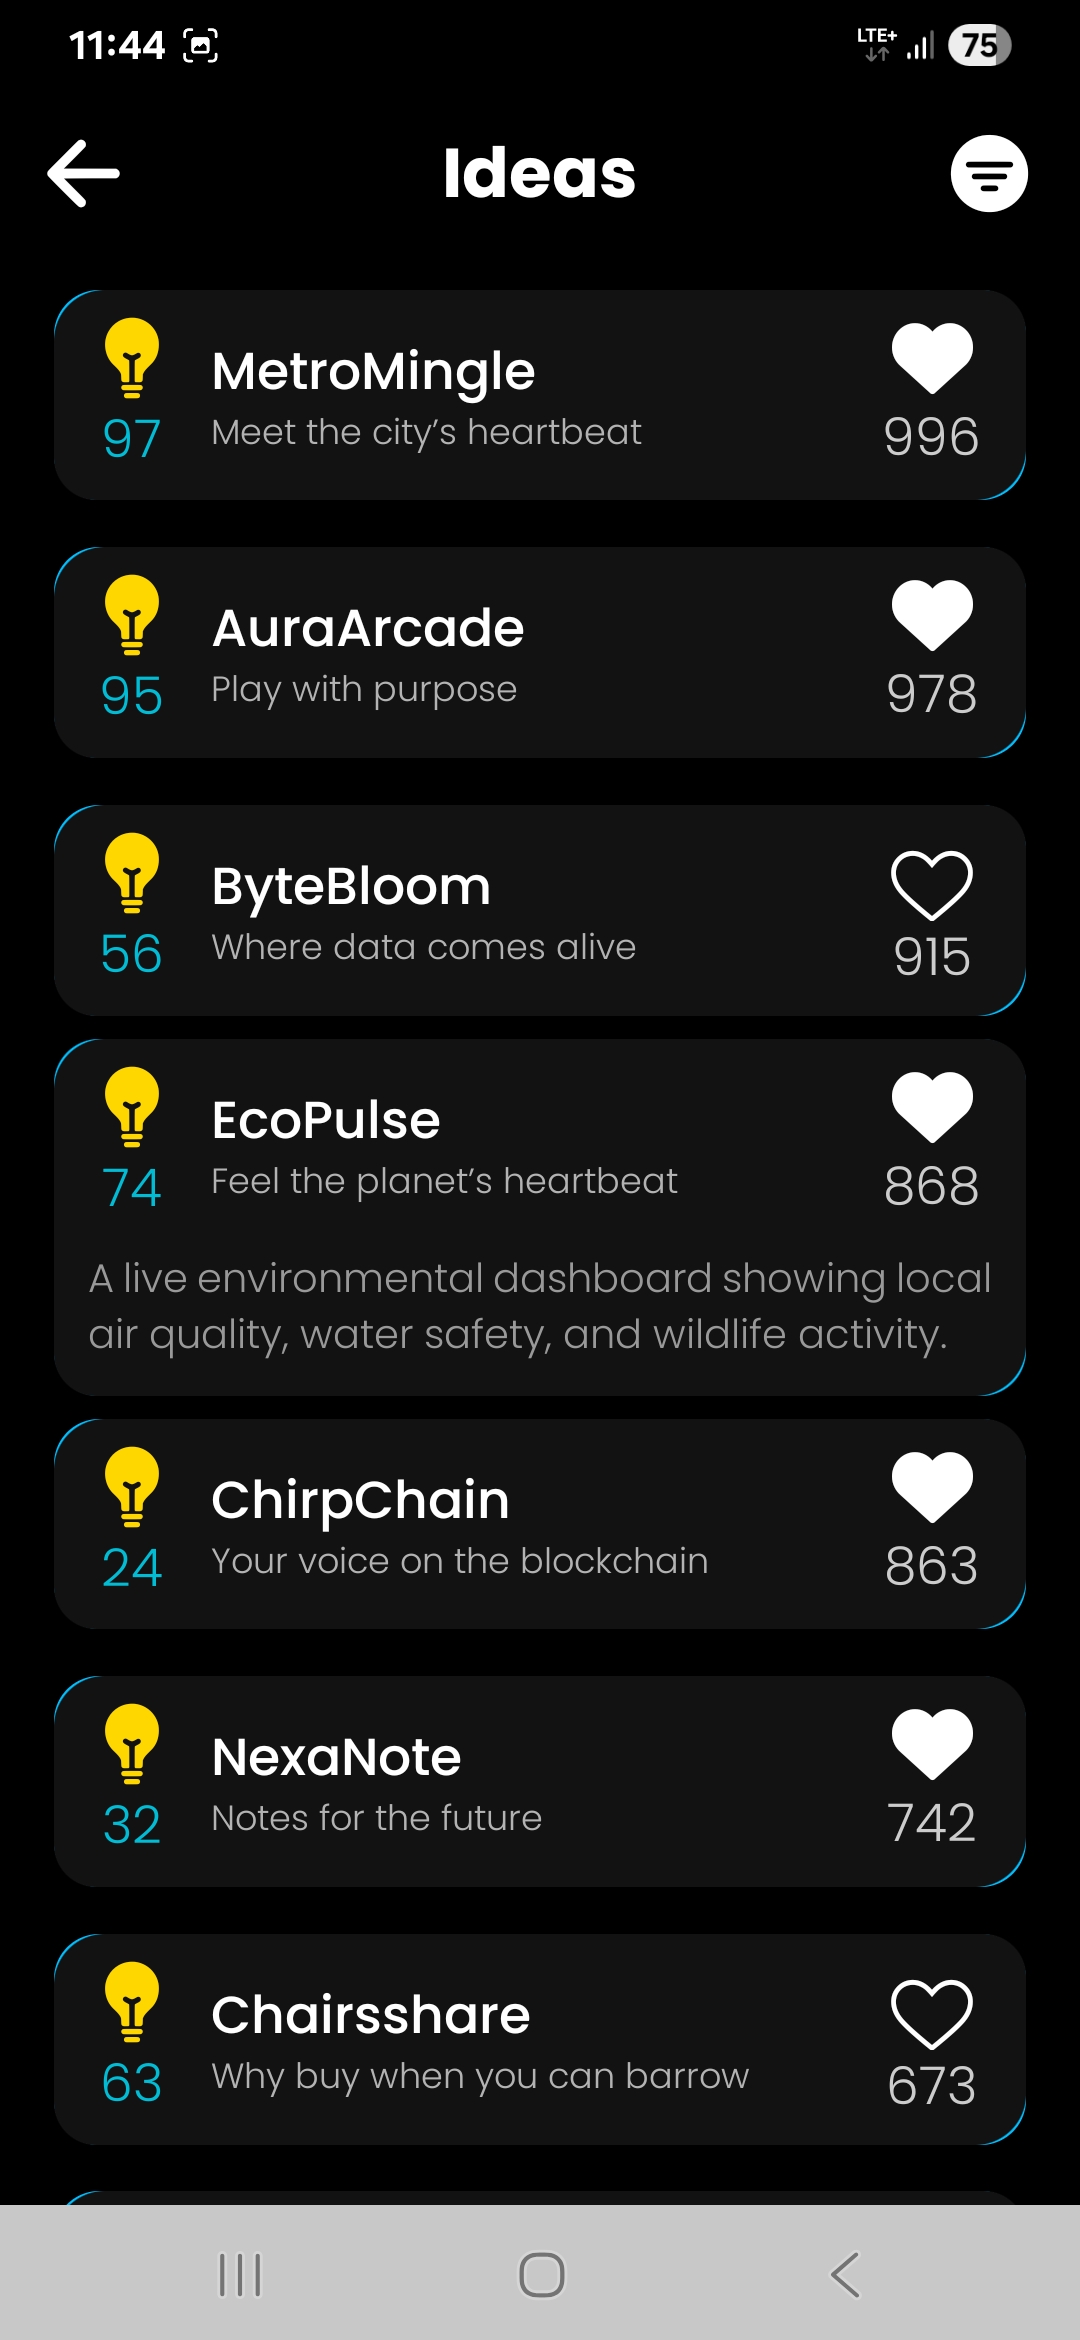 11:44
LTE+
75
Ideas
MetroMingle
97
Meet the city's heartbeat
996
AuraArcade
95
Play with purpose
978
ByteBloom
56
Where data comes alive
915
EcoPulse
74
Feel the planet's heartbeat
868
A live environmental dashboard showing local
air quality, water safety, and wildlife activity.
ChirpChain
24
Your voice on the blockchain
863
NexaNote
32
Notes for the future
742
Chairsshare
63
Why buy when you can barrow
673